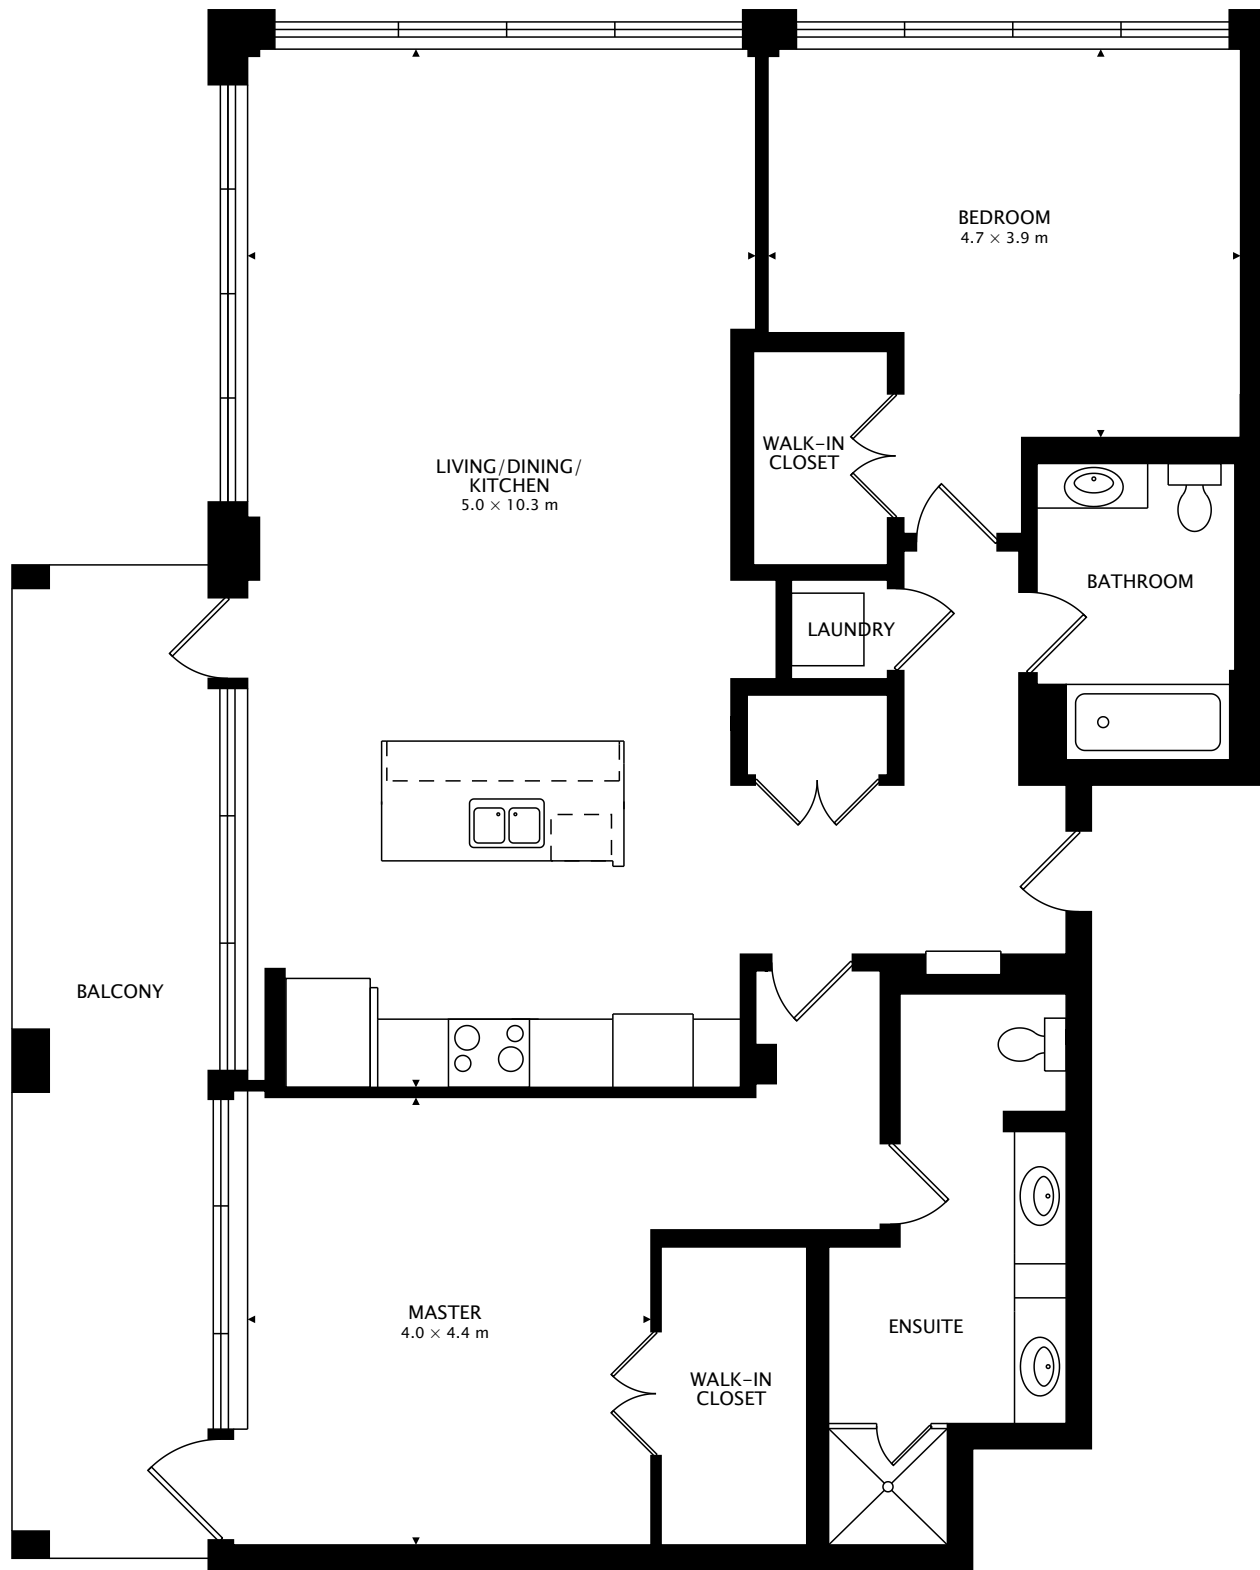 BEDROOM
4.7 × 3.9 m
WALK-IN
CLOSET
LIVING/DINING/
KITCHEN
5.0 × 10.3 m
BATHROOM
LAUNDRY
BALCONY
MASTER
4.0 × 4.4 m
ENSUITE
WALK-IN
CLOSET